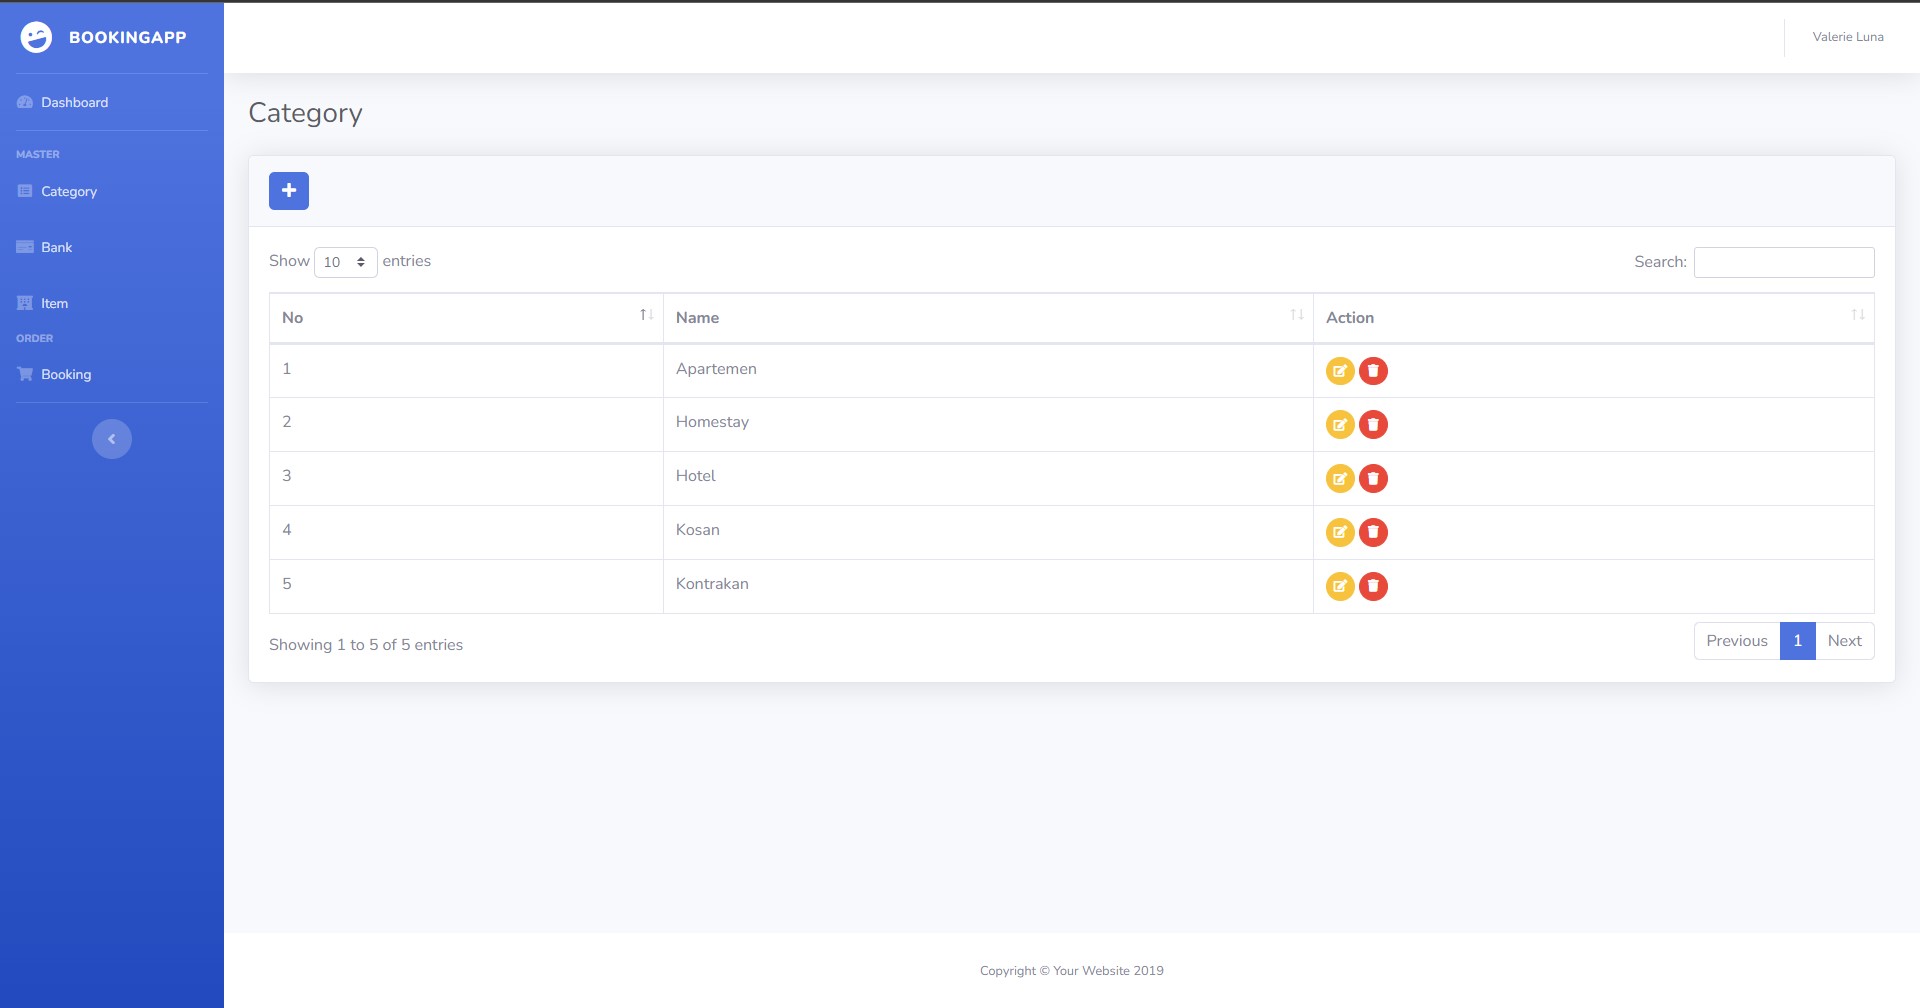 BOOKINGAPP
Valerie Luna
Dashboard
MASTER
Category
Bank
Item
ORDER
Booking
Category
Show 10 entries
Search:
No Name Action
1 Apartemen
2 Homestay
3 Hotel
4 Kosan
5 Kontrakan
Showing 1 to 5 of 5 entries
Previous 1 Next
Copyright © Your Website 2019